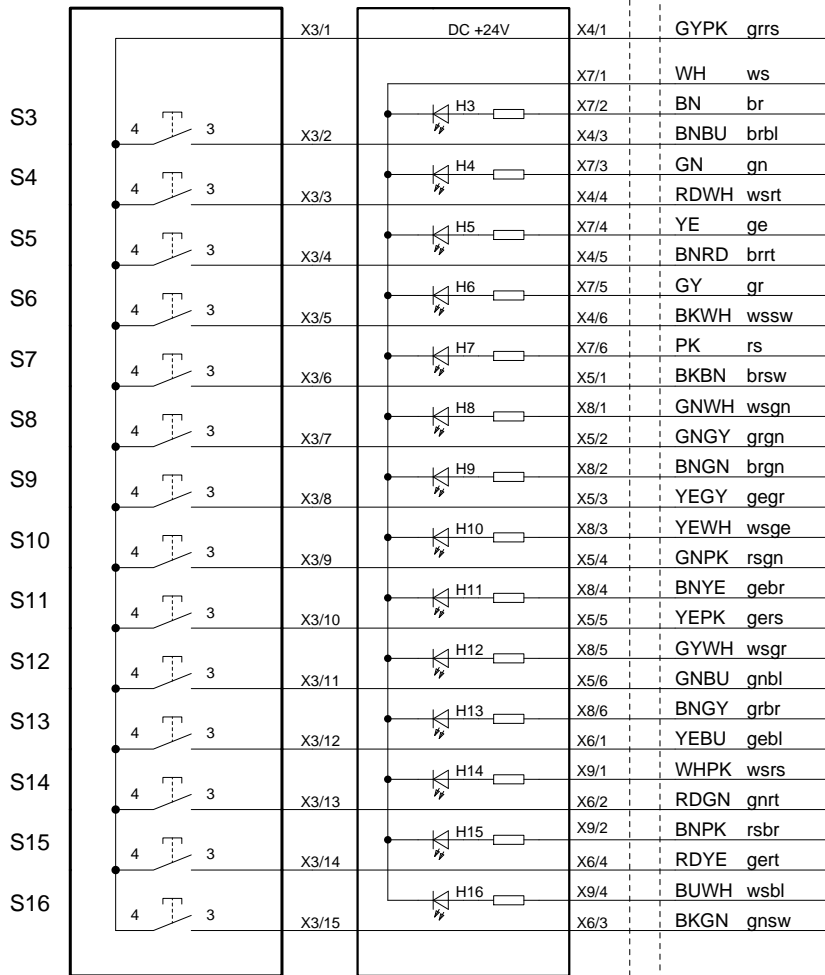 X3/1 DC +24V X4/1 GYPK grrs
X7/1 WH ws
S3 H3 X7/2 BN br
4 3 X3/2 X4/3 BNBU brbl
S4 H4 X7/3 GN gn
4 3 X3/3 X4/4 RDWH wsrt
S5 H5 X7/4 YE ge
4 3 X3/4 X4/5 BNRD brrt
S6 H6 X7/5 GY gr
4 3 X3/5 X4/6 BKWH wssw
S7 H7 X7/6 PK rs
4 3 X3/6 X5/1 BKBN brsw
S8 H8 X8/1 GNWH wsgn
4 3 X3/7 X5/2 GNGY grgn
S9 H9 X8/2 BNGN brgn
4 3 X3/8 X5/3 YEGY gegr
S10 H10 X8/3 YEWH wsge
4 3 X3/9 X5/4 GNPK rsgn
S11 H11 X8/4 BNYE gebr
4 3 X3/10 X5/5 YEPK gers
S12 H12 X8/5 GYWH wsgr
4 3 X3/11 X5/6 GNBU gnbl
S13 H13 X8/6 BNGY grbr
4 3 X3/12 X6/1 YEBU gebl
S14 H14 X9/1 WHPK wsrs
4 3 X3/13 X6/2 RDGN gnrt
S15 H15 X9/2 BNPK rsbr
4 3 X3/14 X6/4 RDYE gert
S16 H16 X9/4 BUWH wsbl
4 3 X3/15 X6/3 BKGN gnsw